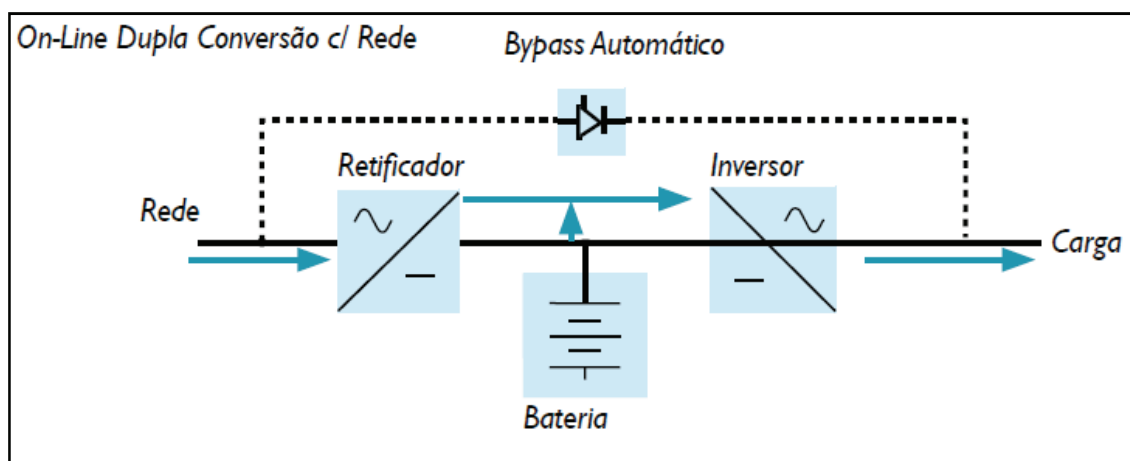 On-Line Dupla Conversão c/ Rede
Bypass Automático
Retificador
Inversor
Rede
Carga
Bateria